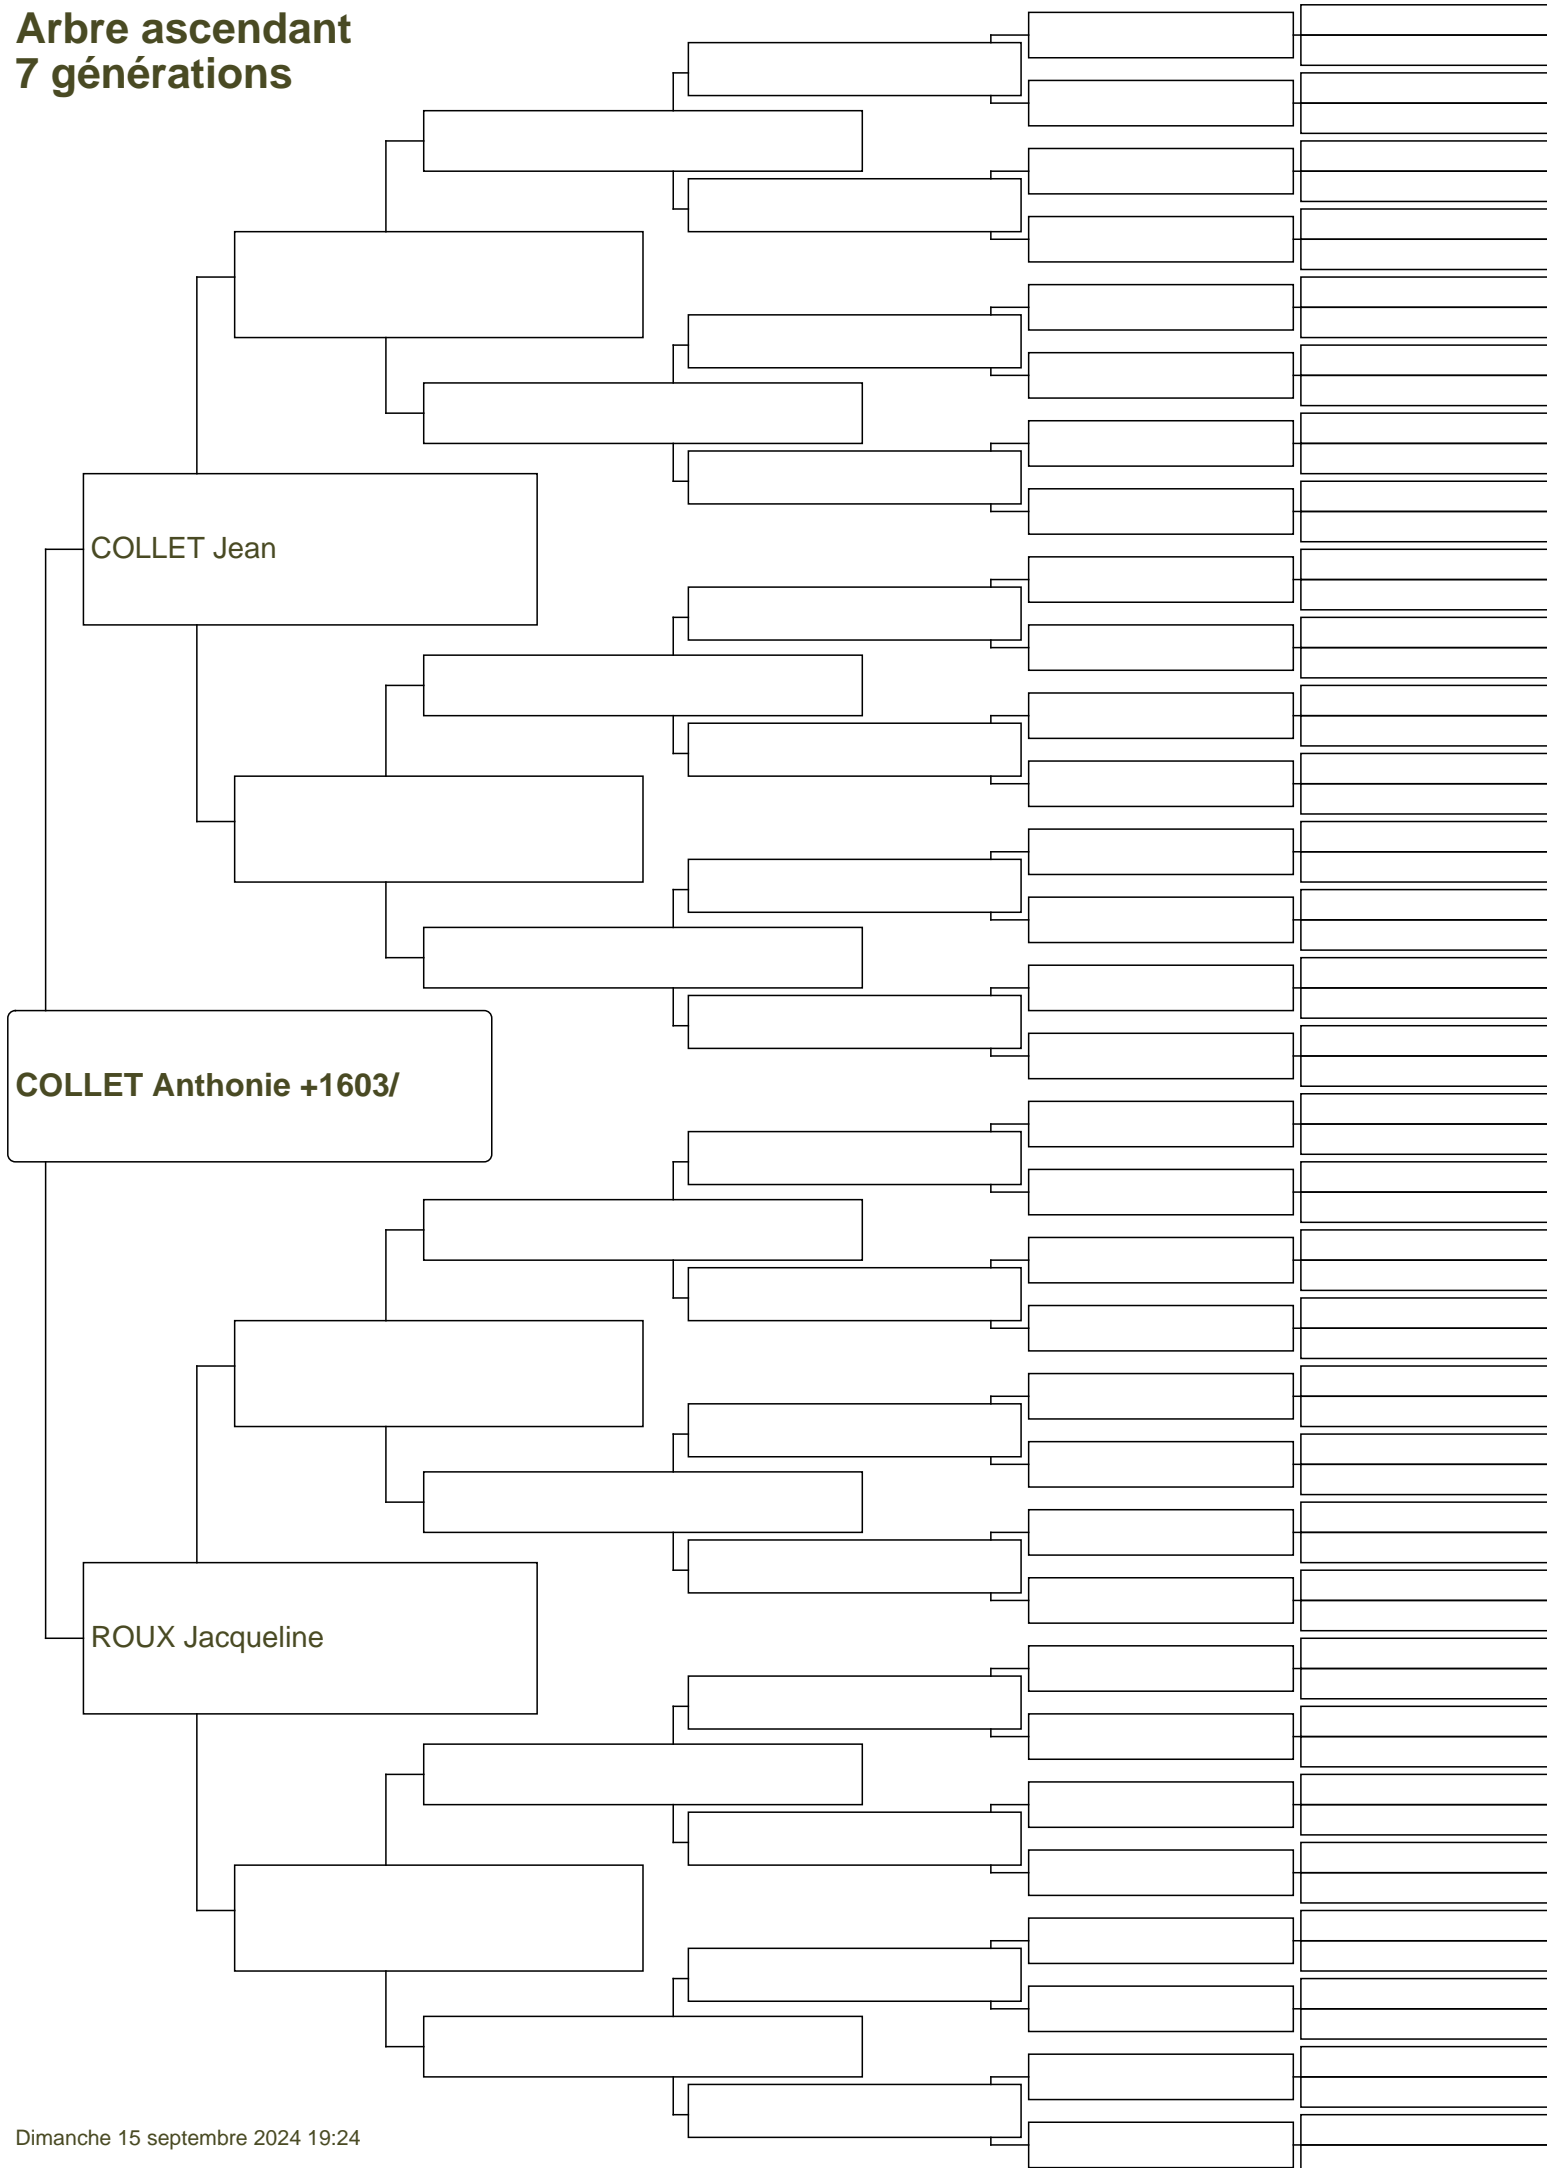 Arbre ascendant
7 générations
COLLET Jean
COLLET Anthonie +1603/
ROUX Jacqueline
Dimanche 15 septembre 2024 19:24